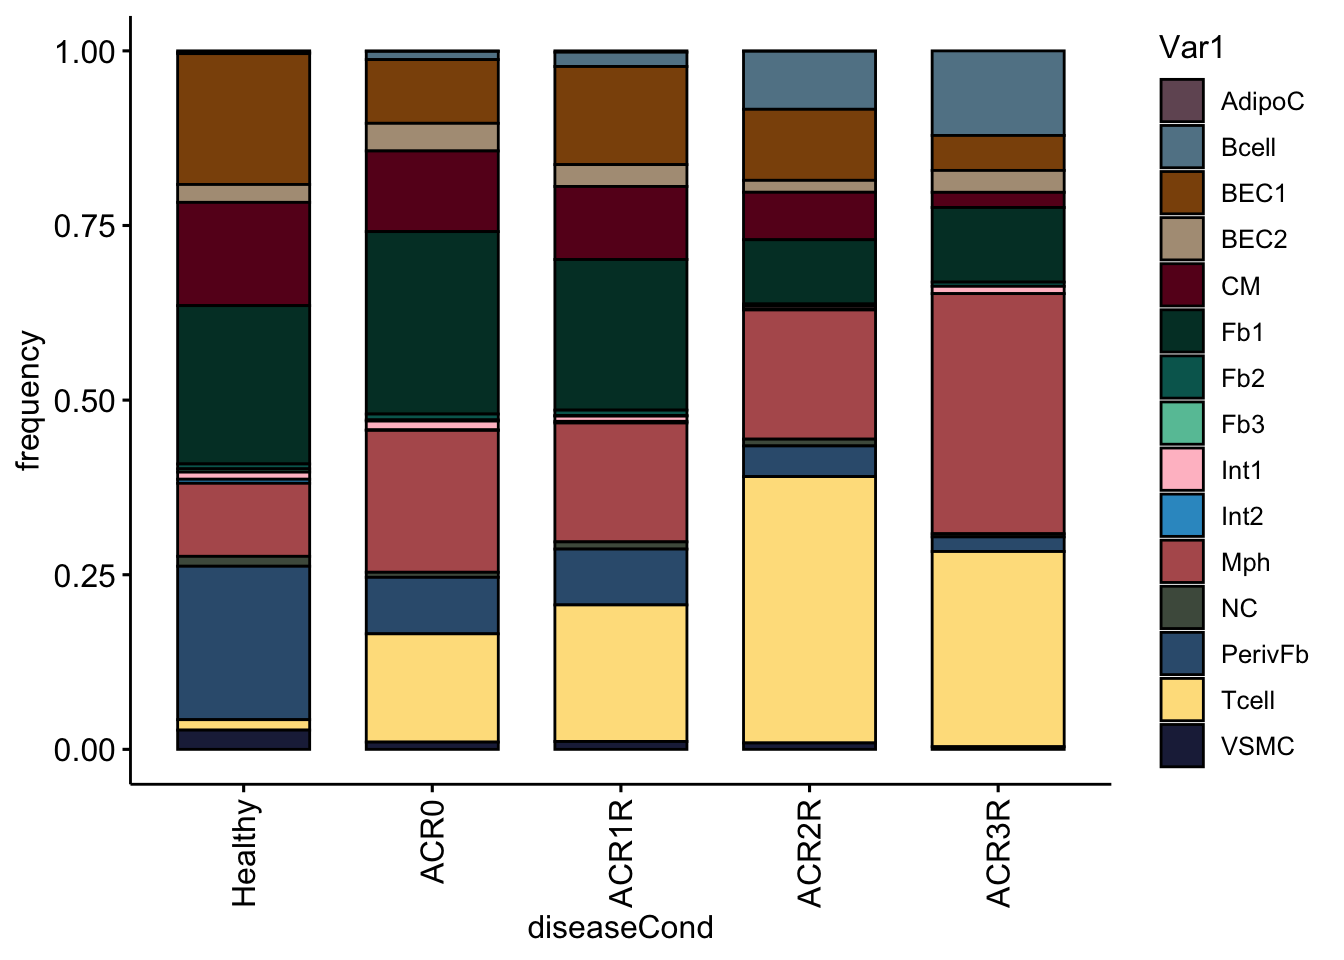 1.00
0.75
0.50
0.25
0.00
frequency
Healthy
ACR0
ACR1R
ACR2R
ACR3R
diseaseCond
Var1
AdipoC
Bcell
BEC1
BEC2
CM
Fb1
Fb2
Fb3
Int1
Int2
Mph
NC
PerivFb
Tcell
VSMC